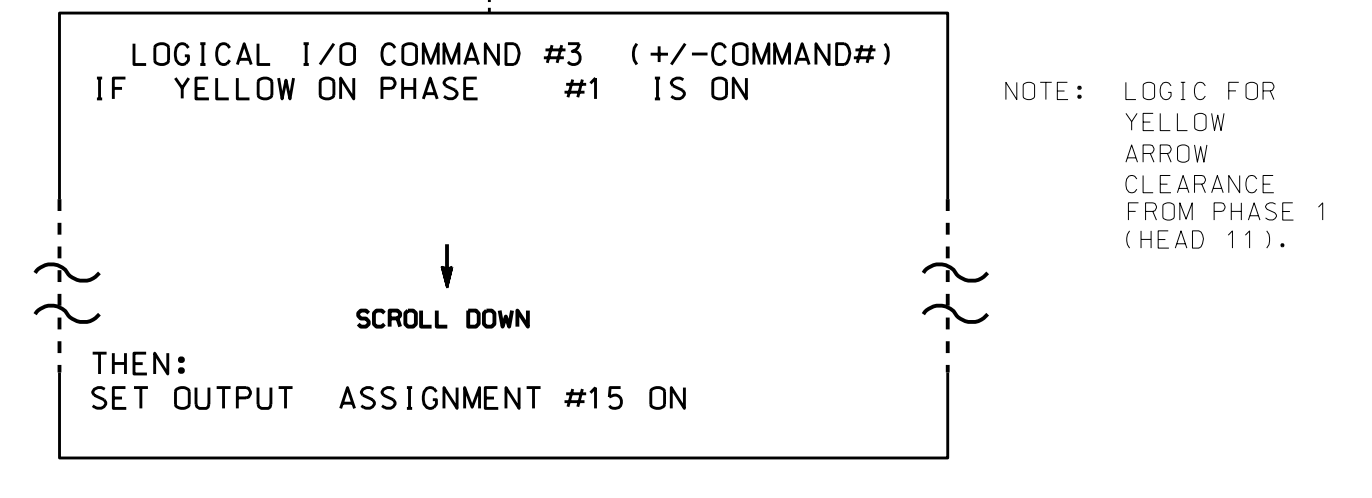 LOGICAL I/O COMMAND #3 (+/-COMMAND#)
IF YELLOW ON PHASE #1 IS ON
SCROLL DOWN
THEN:
SET OUTPUT ASSIGNMENT #15 ON
NOTE: LOGIC FOR
YELLOW
ARROW
CLEARANCE
FROM PHASE 1
(HEAD 11).